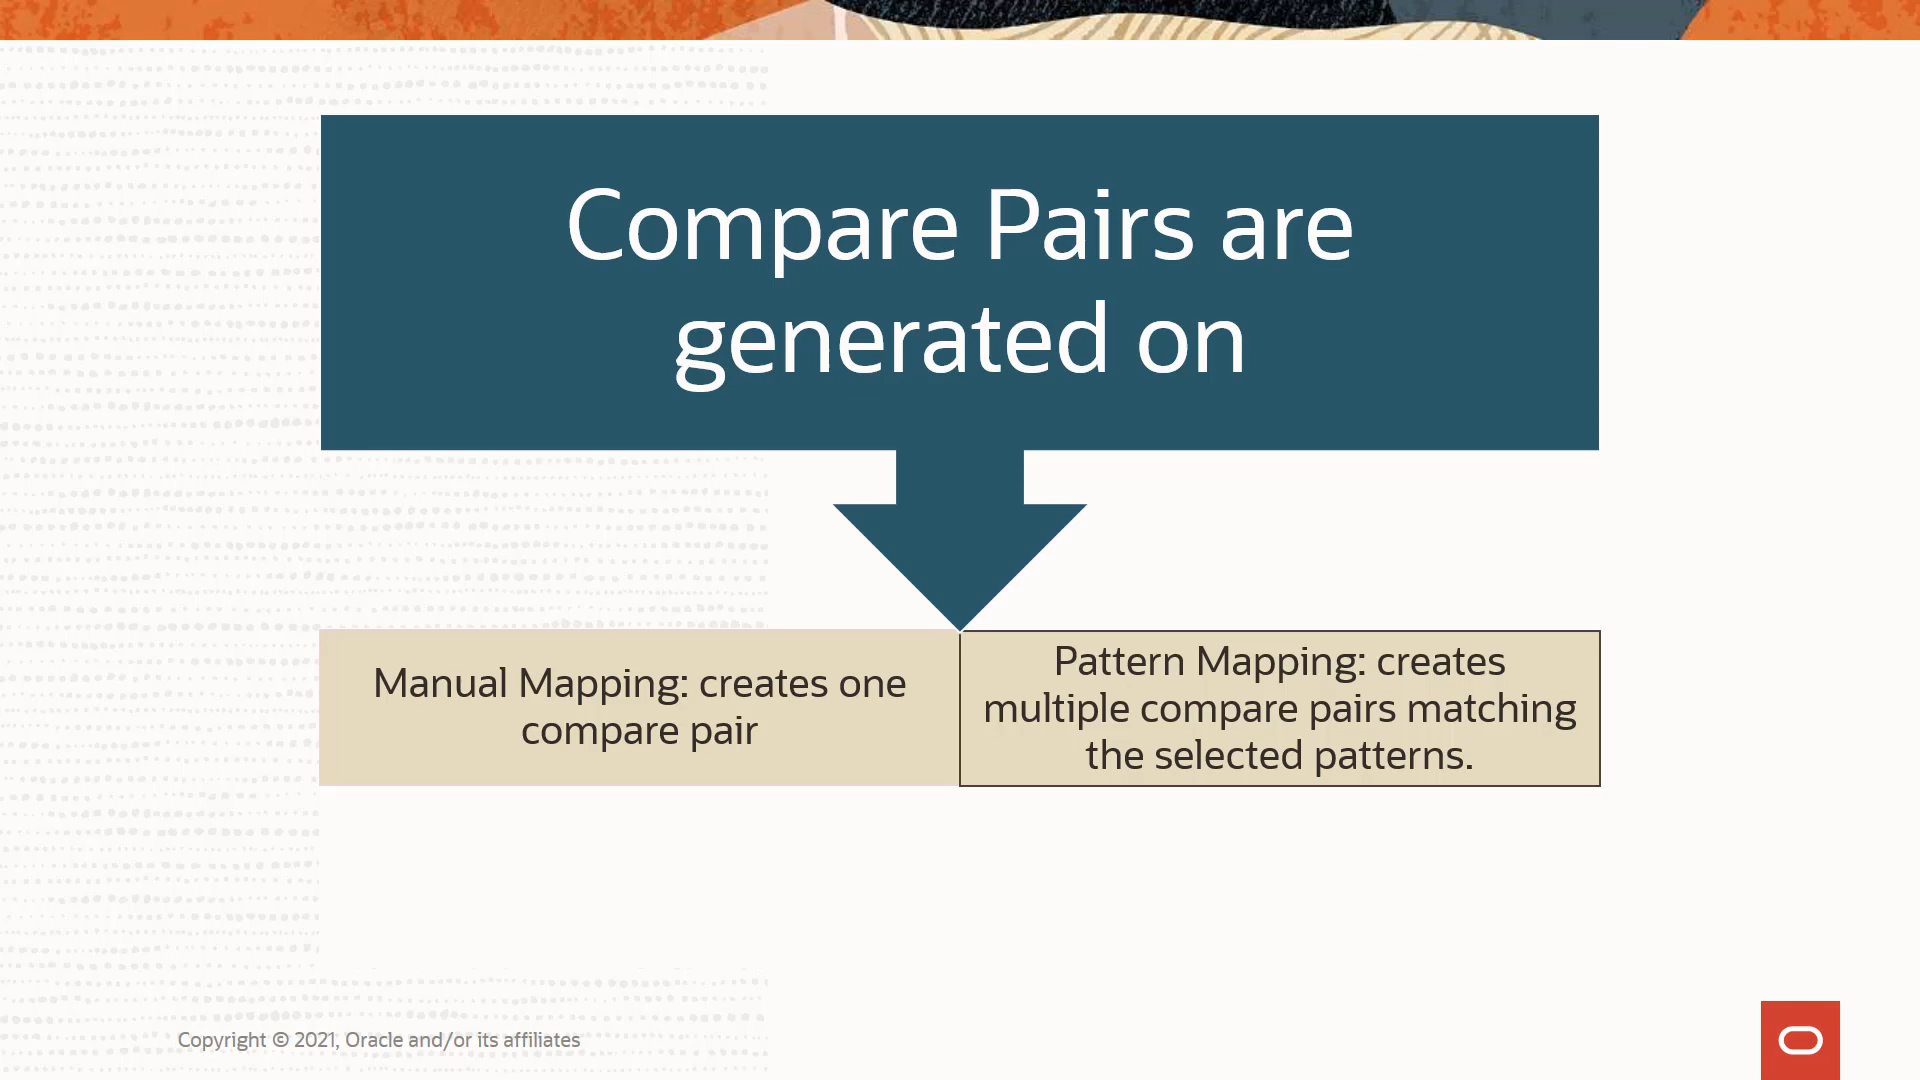 Compare Pairs are
generated on
Manual Mapping: creates one
compare pair
Pattern Mapping: creates
multiple compare pairs matching
the selected patterns.
Copyright © 2021, Oracle and/or its affiliates